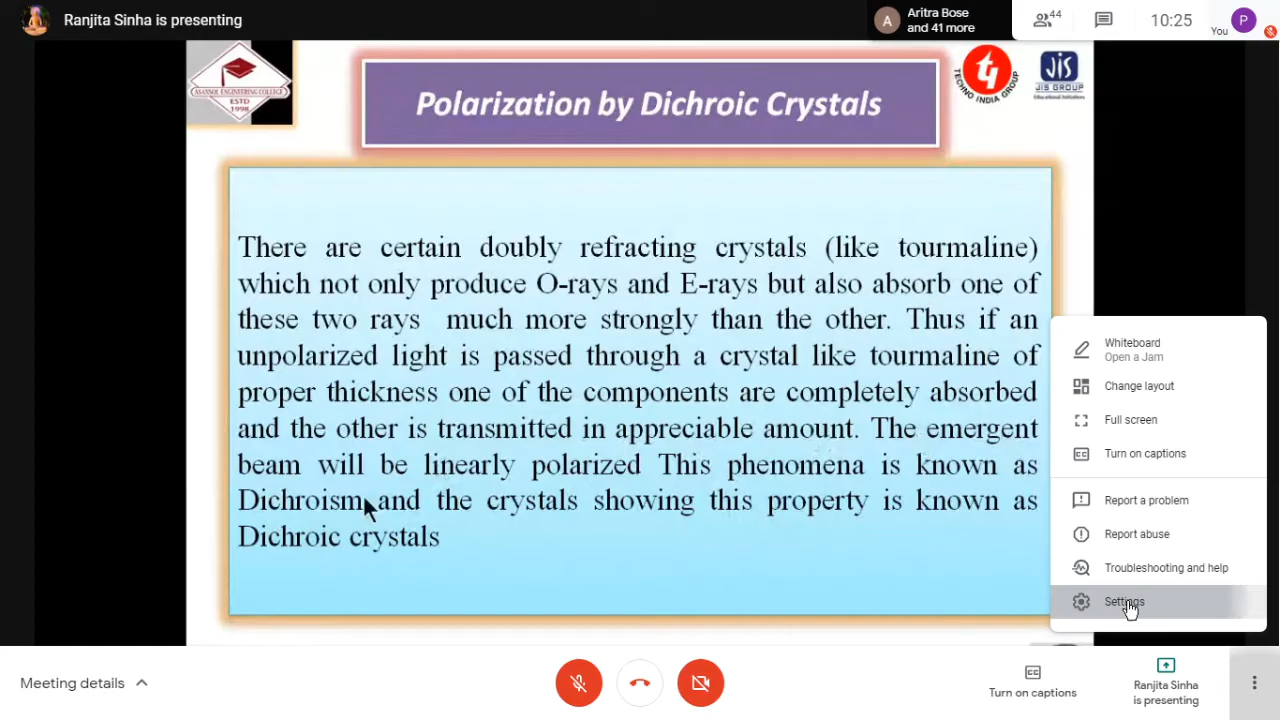 Ranjita Sinha is presenting
A
Aritra Bose
and 41 more
44
10:25
You
P
ASANSOL ENGINEERING COLLEGE
ESTD
1998
Polarization by Dichroic Crystals
TECHNO INDIA GROUP
JIS
JIS GROUP
Educational Initiatives
There are certain doubly refracting crystals (like tourmaline)
which not only produce O-rays and E-rays but also absorb one of
these two rays much more strongly than the other. Thus if an
unpolarized light is passed through a crystal like tourmaline of
proper thickness one of the components are completely absorbed
and the other is transmitted in appreciable amount. The emergent
beam will be linearly polarized This phenomena is known as
Dichroism and the crystals showing this property is known as
Dichroic crystals
Whiteboard
Open a Jam
Change layout
Full screen
CC
Turn on captions
Report a problem
Report abuse
Troubleshooting and help
Settings
Meeting details
CC
Turn on captions
Ranjita Sinha
is presenting